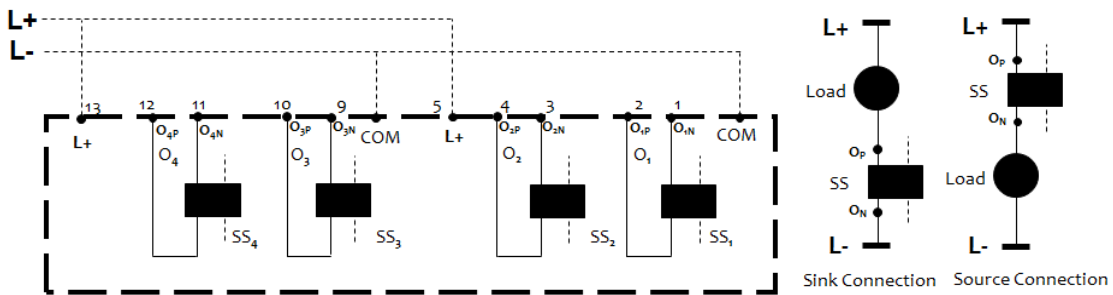 L+
L-
13 12 11 10 9 5 4 3 2 1
L+ O4P O4N O3P O3N COM L+ O2P O2N O1P O1N COM
O4 O3 O2 O1
SS4 SS3 SS2 SS1
L+
Load
OP
SS
ON
L-
Sink Connection
L+
OP
SS
ON
Load
L-
Source Connection